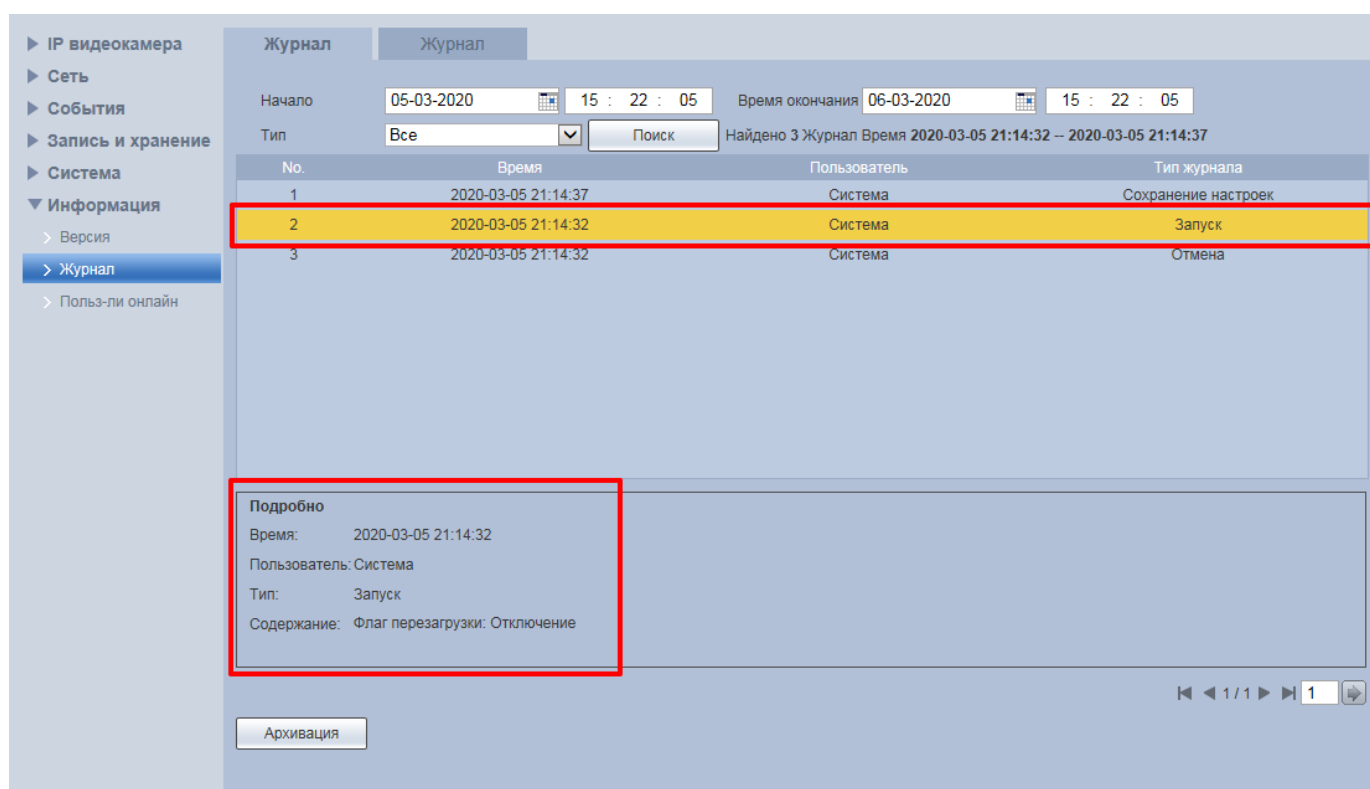 IP видеокамера
Сеть
События
Запись и хранение
Система
Информация
Версия
Журнал
Польз-ли онлайн
Журнал Журнал
Начало 05-03-2020 15 : 22 : 05 Время окончания 06-03-2020 15 : 22 : 05
Тип Все Поиск Найдено 3 Журнал Время 2020-03-05 21:14:32 -- 2020-03-05 21:14:37
No. Время Пользователь Тип журнала
1 2020-03-05 21:14:37 Система Сохранение настроек
2 2020-03-05 21:14:32 Система Запуск
3 2020-03-05 21:14:32 Система Отмена
Подробно
Время: 2020-03-05 21:14:32
Пользователь: Система
Тип: Запуск
Содержание: Флаг перезагрузки: Отключение
1 / 1 1
Архивация